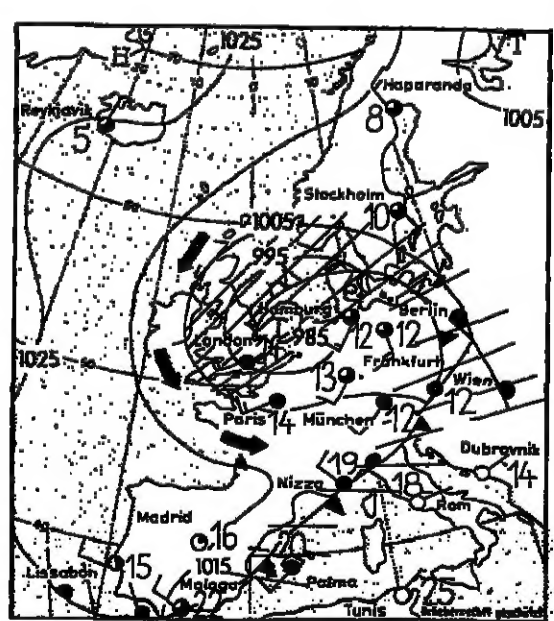 1025
H
T
Reykjavik
5
Haparanda
8
1005
Stockholm
10
1005
995
Hamburg
985
12
12
Berlin
London
1025
Frankfurt
13
Wien
12
Paris
14
München
12
Dubrovnik
14
19
Nizza
18
Rom
Madrid
16
20
1015
15
Lissabon
Malaga
22
Palma
Tunis
25